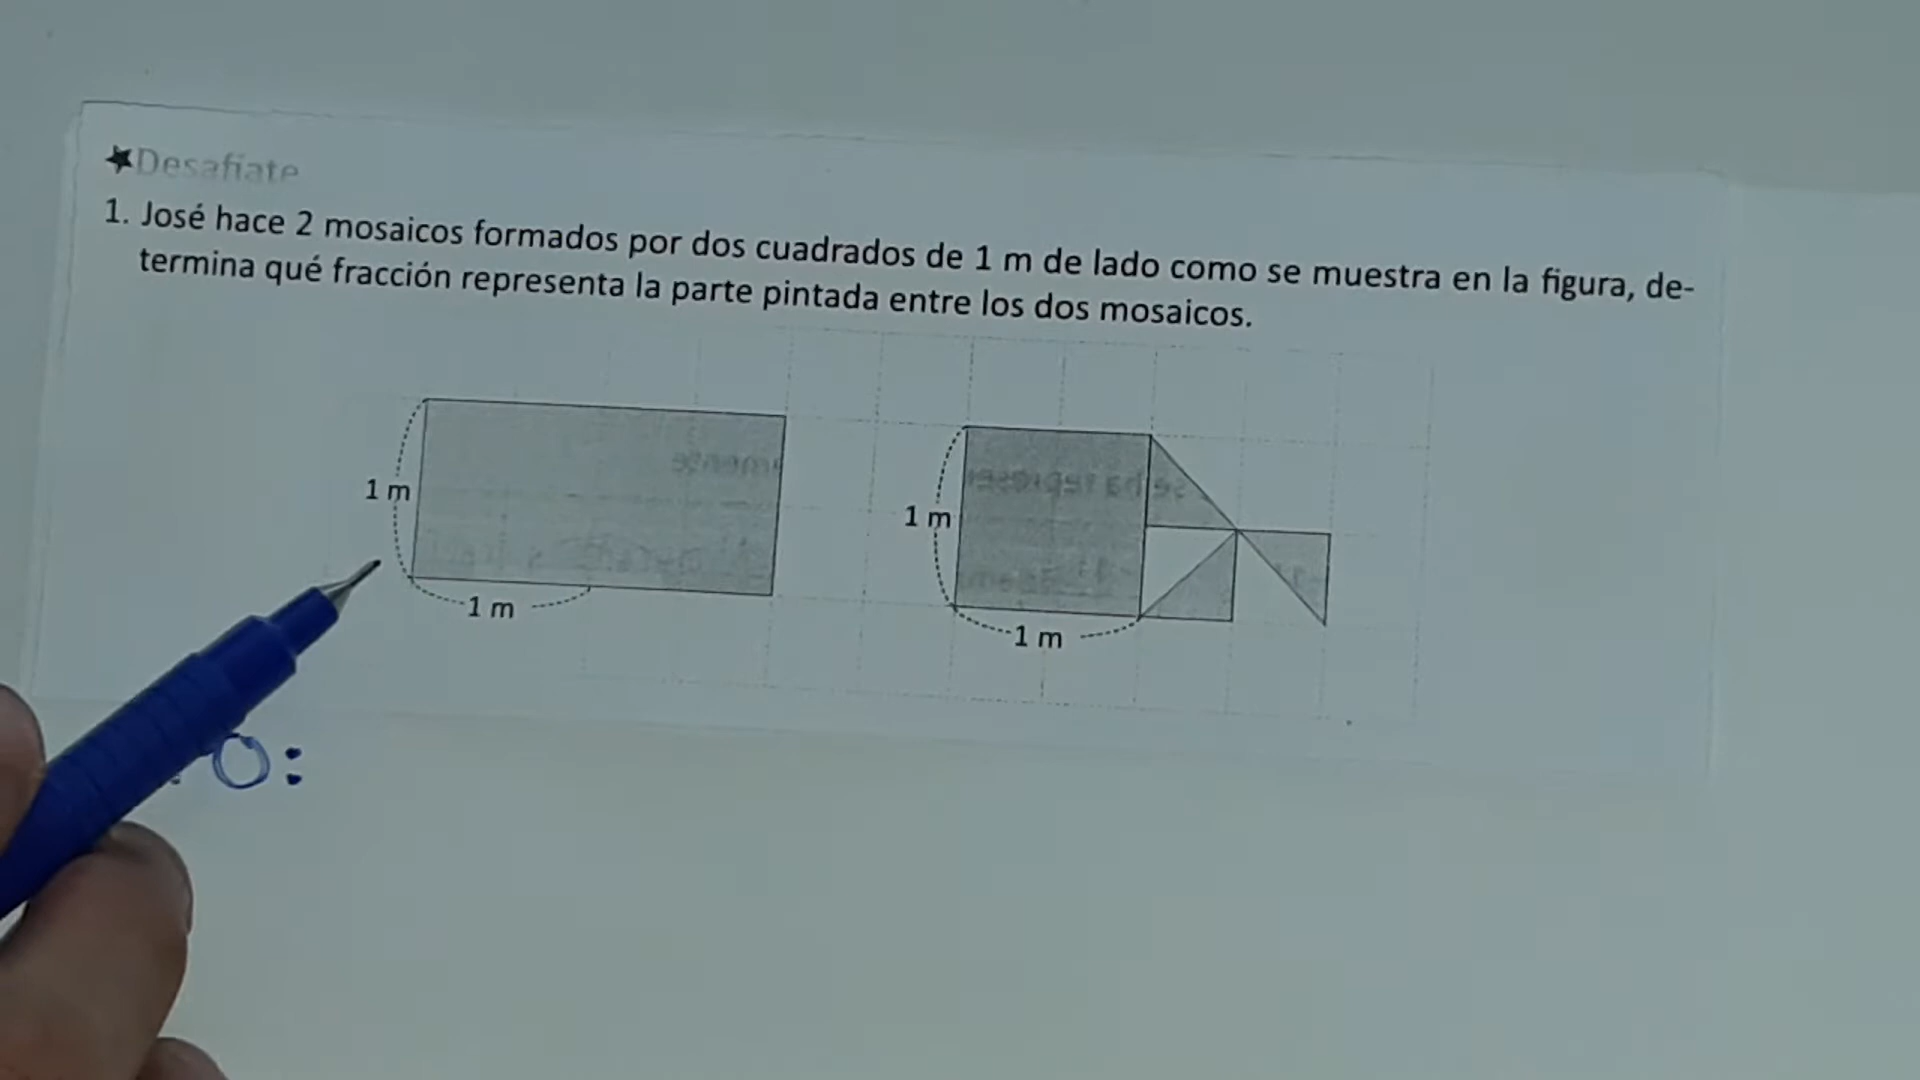 ★Desafíate
1. José hace 2 mosaicos formados por dos cuadrados de 1 m de lado como se muestra en la figura, de-
termina qué fracción representa la parte pintada entre los dos mosaicos.
1 m
1 m
1 m
1 m
O: